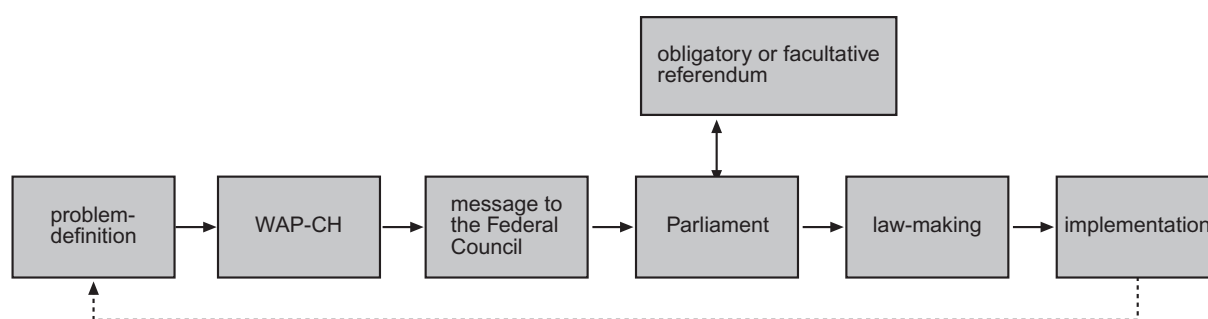 obligatory or facultative
referendum
problem-
definition
WAP-CH
message to
the Federal
Council
Parliament
law-making
implementation